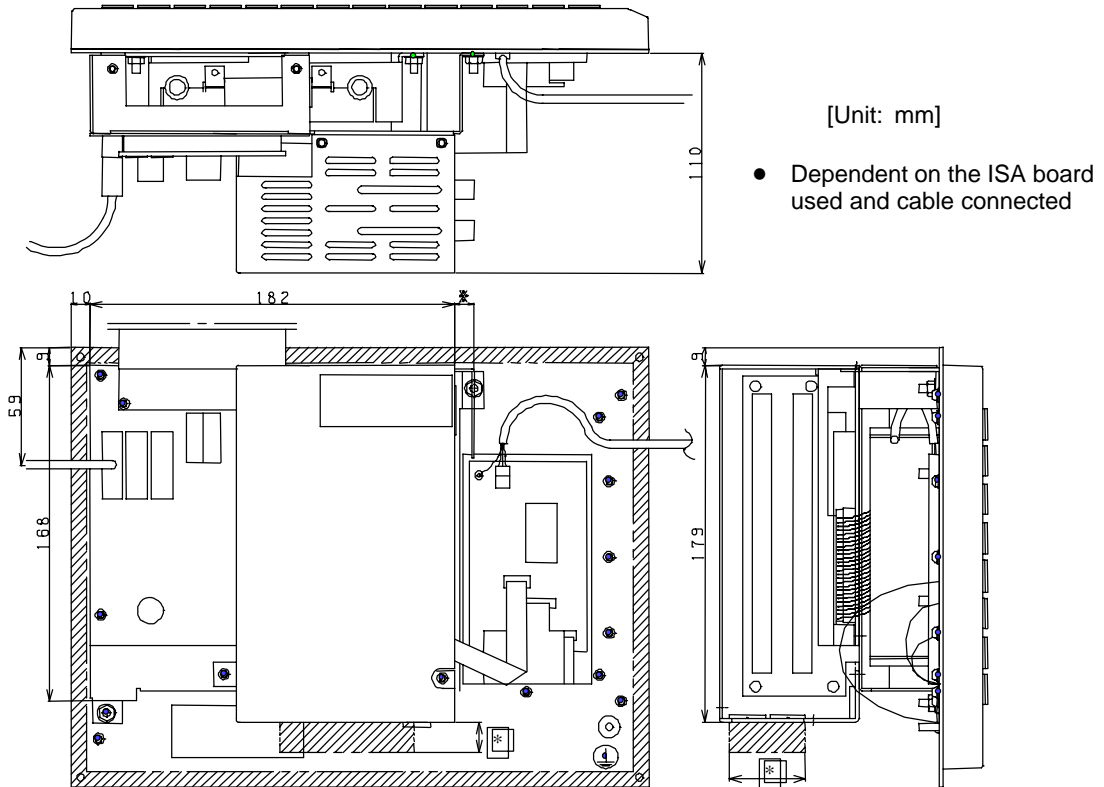 [Unit: mm]
110
● Dependent on the ISA board
used and cable connected
10 182 *
9 9
59
168
179
*
*